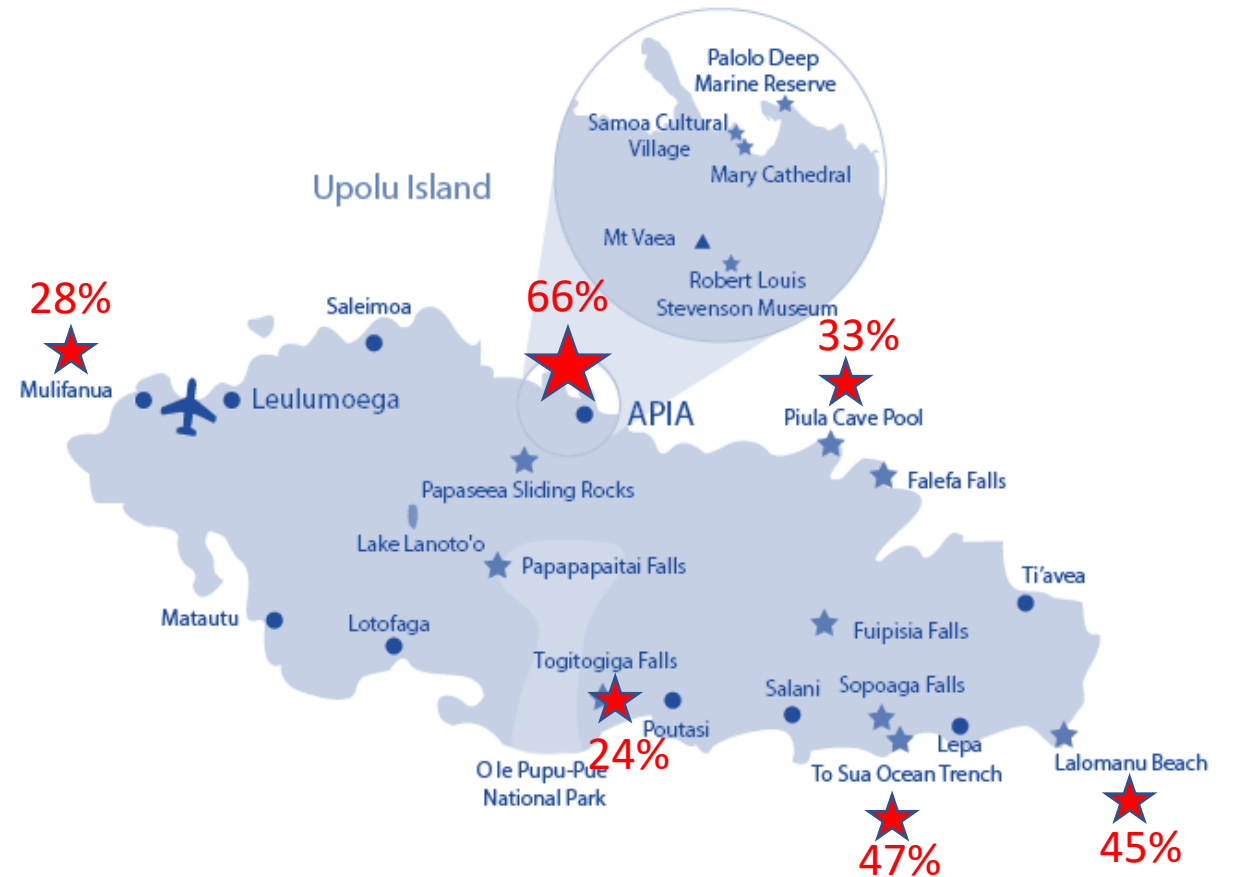 Palolo Deep
Marine Reserve
Samoa Cultural
Village
Mary Cathedral
Upolu Island
Mt Vaea
Robert Louis
Stevenson Museum
28%
66%
Saleimoa
33%
Mulifanua
Leulumoega
APIA
Piula Cave Pool
Papaseea Sliding Rocks
Falefa Falls
Lake Lanoto'o
Papapapaitai Falls
Ti'avea
Matautu
Lotofaga
Fuipisia Falls
Togitogiga Falls
Salani
Sopoaga Falls
Poutasi
Lepa
24%
O le Pupu-Pue
National Park
To Sua Ocean Trench
Lalomanu Beach
47%
45%